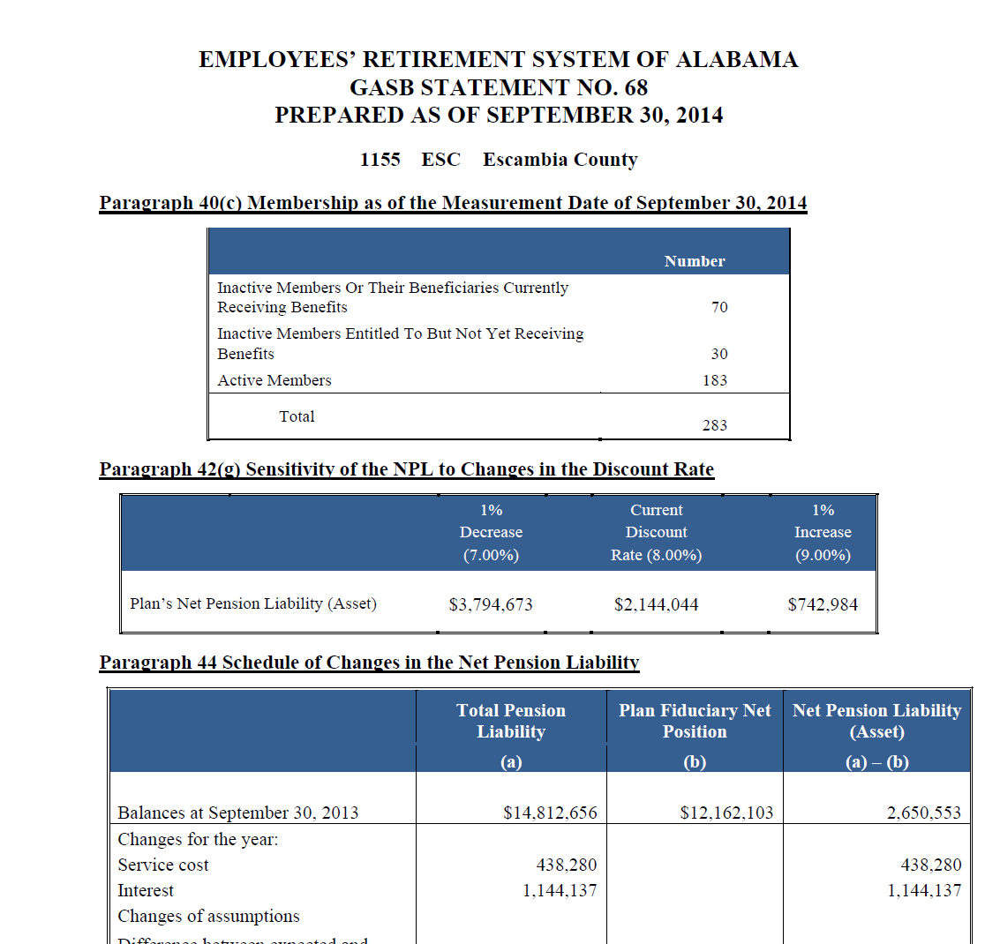 EMPLOYEES’ RETIREMENT SYSTEM OF ALABAMA
GASB STATEMENT NO. 68
PREPARED AS OF SEPTEMBER 30, 2014
1155 ESC Escambia County
Paragraph 40(c) Membership as of the Measurement Date of September 30, 2014
Number
Inactive Members Or Their Beneficiaries Currently
Receiving Benefits 70
Inactive Members Entitled To But Not Yet Receiving
Benefits 30
Active Members 183
Total 283
Paragraph 42(g) Sensitivity of the NPL to Changes in the Discount Rate
1% Current 1%
Decrease Discount Increase
(7.00%) Rate (8.00%) (9.00%)
Plan’s Net Pension Liability (Asset) $3,794,673 $2,144,044 $742,984
Paragraph 44 Schedule of Changes in the Net Pension Liability
Total Pension Plan Fiduciary Net Net Pension Liability
Liability Position (Asset)
(a) (b) (a) – (b)
Balances at September 30, 2013 $14,812,656 $12,162,103 2,650,553
Changes for the year:
Service cost 438,280 438,280
Interest 1,144,137 1,144,137
Changes of assumptions
Difference between expected and